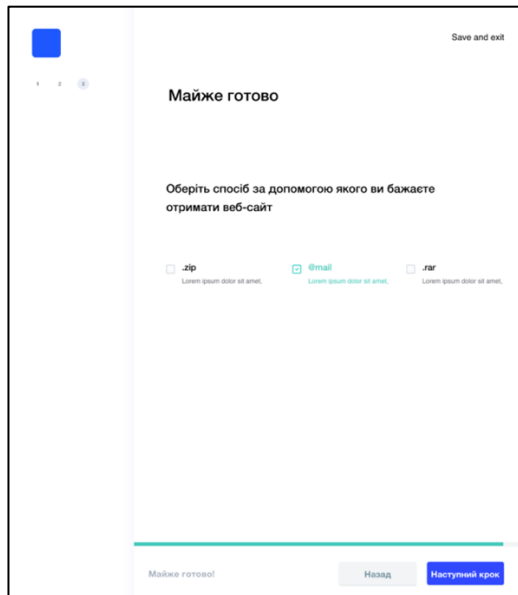 Save and exit
1 2 3
Майже готово
Оберіть спосіб за допомогою якого ви бажаєте
отримати веб-сайт
.zip @mail .rar
Lorem ipsum dolor sit amet, Lorem ipsum dolor sit amet, Lorem ipsum dolor sit amet,
Майже готово! Назад Наступний крок